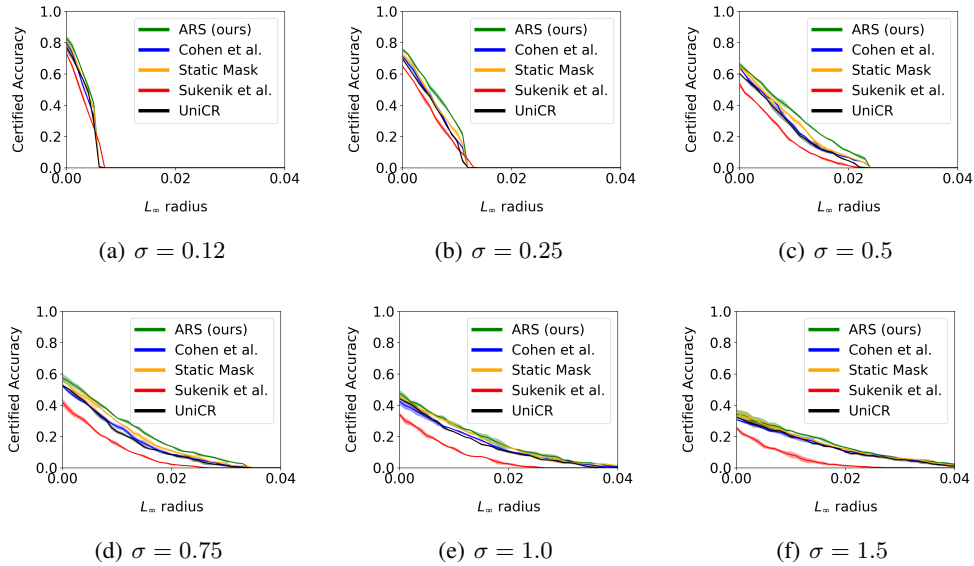 1.0
0.8
0.6
0.4
0.2
0.0
Certified Accuracy
ARS (ours)
Cohen et al.
Static Mask
Sukenik et al.
UniCR
0.00 0.02 0.04
L∞ radius
(a) σ = 0.12
1.0
0.8
0.6
0.4
0.2
0.0
Certified Accuracy
ARS (ours)
Cohen et al.
Static Mask
Sukenik et al.
UniCR
0.00 0.02 0.04
L∞ radius
(b) σ = 0.25
1.0
0.8
0.6
0.4
0.2
0.0
Certified Accuracy
ARS (ours)
Cohen et al.
Static Mask
Sukenik et al.
UniCR
0.00 0.02 0.04
L∞ radius
(c) σ = 0.5
1.0
0.8
0.6
0.4
0.2
0.0
Certified Accuracy
ARS (ours)
Cohen et al.
Static Mask
Sukenik et al.
UniCR
0.00 0.02 0.04
L∞ radius
(d) σ = 0.75
1.0
0.8
0.6
0.4
0.2
0.0
Certified Accuracy
ARS (ours)
Cohen et al.
Static Mask
Sukenik et al.
UniCR
0.00 0.02 0.04
L∞ radius
(e) σ = 1.0
1.0
0.8
0.6
0.4
0.2
0.0
Certified Accuracy
ARS (ours)
Cohen et al.
Static Mask
Sukenik et al.
UniCR
0.00 0.02 0.04
L∞ radius
(f) σ = 1.5